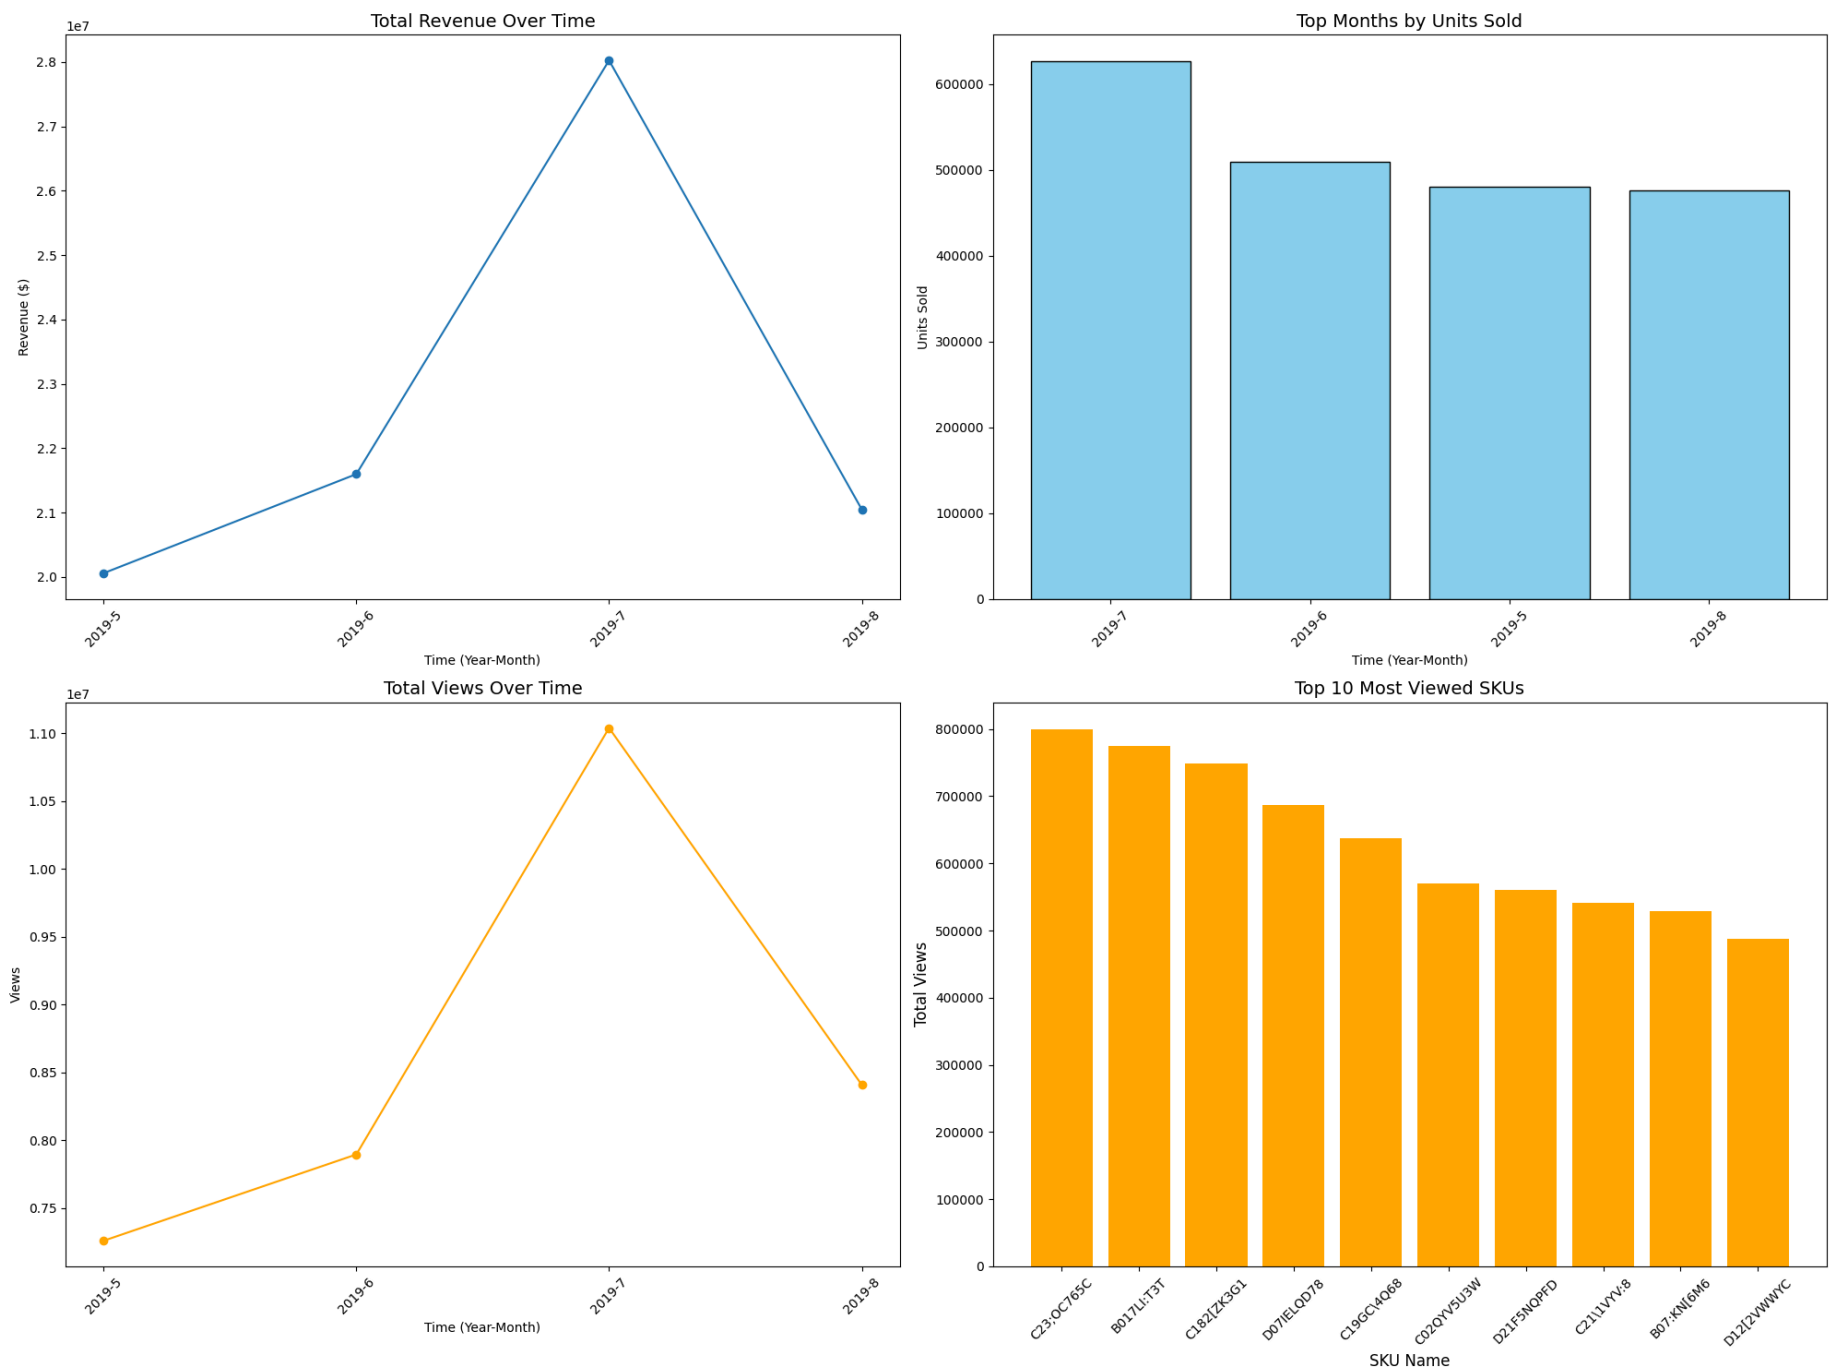 Total Revenue Over Time
1e7
2.8
2.7
2.6
2.5
2.4
2.3
2.2
2.1
2.0
Revenue ($)
2019-5
2019-6
2019-7
2019-8
Time (Year-Month)
Top Months by Units Sold
600000
500000
400000
300000
200000
100000
0
Units Sold
2019-7
2019-6
2019-5
2019-8
Time (Year-Month)
Total Views Over Time
1e7
1.10
1.05
1.00
0.95
0.90
0.85
0.80
0.75
Views
2019-5
2019-6
2019-7
2019-8
Time (Year-Month)
Top 10 Most Viewed SKUs
800000
700000
600000
500000
400000
300000
200000
100000
0
Total Views
C23;OC765C
B017LI:T3T
C182[ZK3G1
D07IELQD78
C19GC\4Q68
C02QYV5U3W
D21F5NQPFD
C21\1VYV:8
B07:KN[6M6
D12[2VWWYC
SKU Name